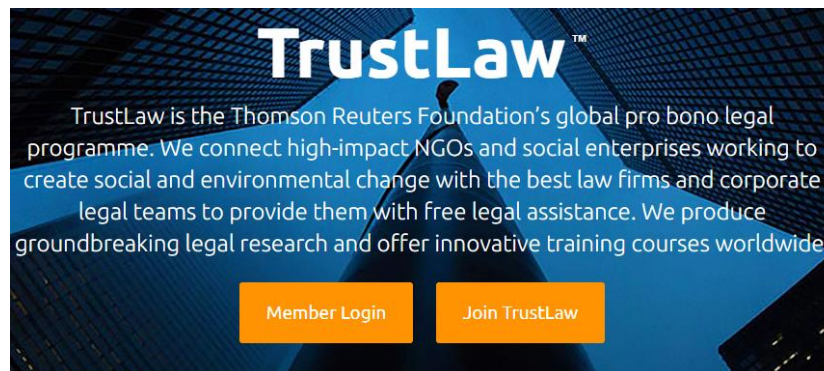 TrustLaw™
TrustLaw is the Thomson Reuters Foundation’s global pro bono legal
programme. We connect high-impact NGOs and social enterprises working to
create social and environmental change with the best law firms and corporate
legal teams to provide them with free legal assistance. We produce
groundbreaking legal research and offer innovative training courses worldwide
Member Login
Join TrustLaw